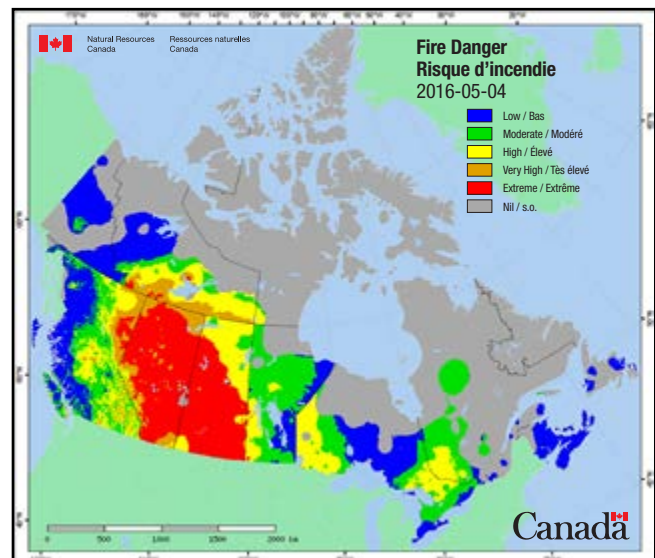 Natural Resources Canada
Ressources naturelles Canada
Fire Danger
Risque d'incendie
2016-05-04
Low / Bas
Moderate / Modéré
High / Élevé
Very High / Tès élevé
Extreme / Extrême
Nil / s.o.
0 500 1000 1500 2000 km
Canada